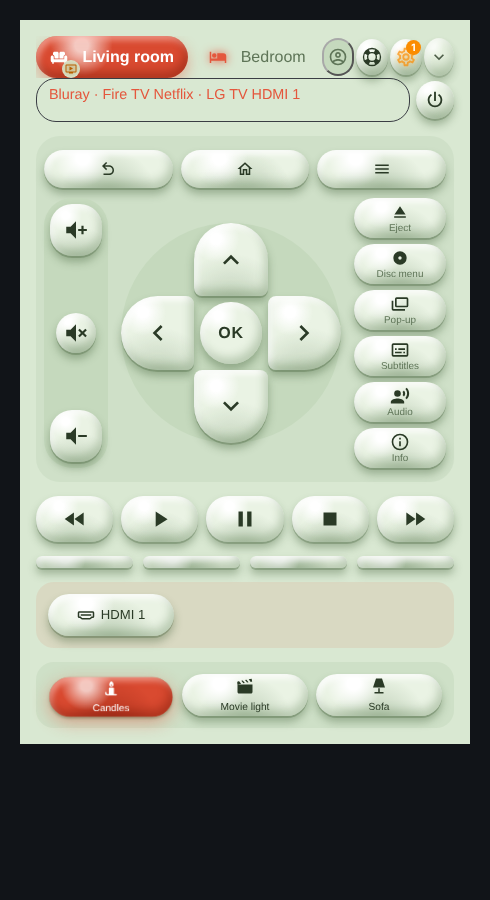 Living room
Bedroom
1
Bluray · Fire TV Netflix · LG TV HDMI 1
Eject
Disc menu
OK
Pop-up
Subtitles
Audio
Info
HDMI 1
Candles
Movie light
Sofa